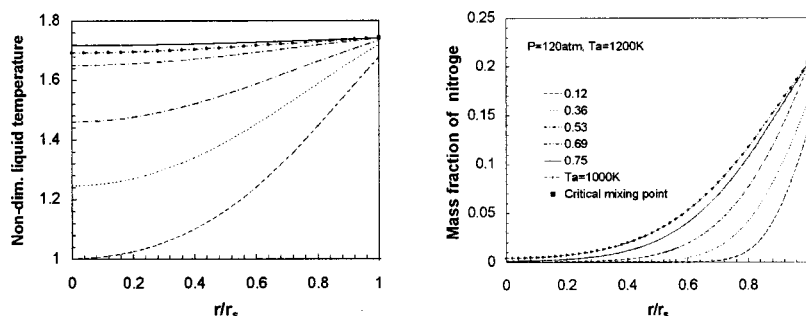 Non-dim. liquid temperature
1.8
1.6
1.4
1.2
1
0 0.2 0.4 0.6 0.8 1
r/rs
Mass fraction of nitroge
0.25
0.2
0.15
0.1
0.05
0
P=120atm, Ta=1200K
0.12
0.36
0.53
0.69
0.75
Ta=1000K
Critical mixing point
0 0.2 0.4 0.6 0.8 1
r/rs